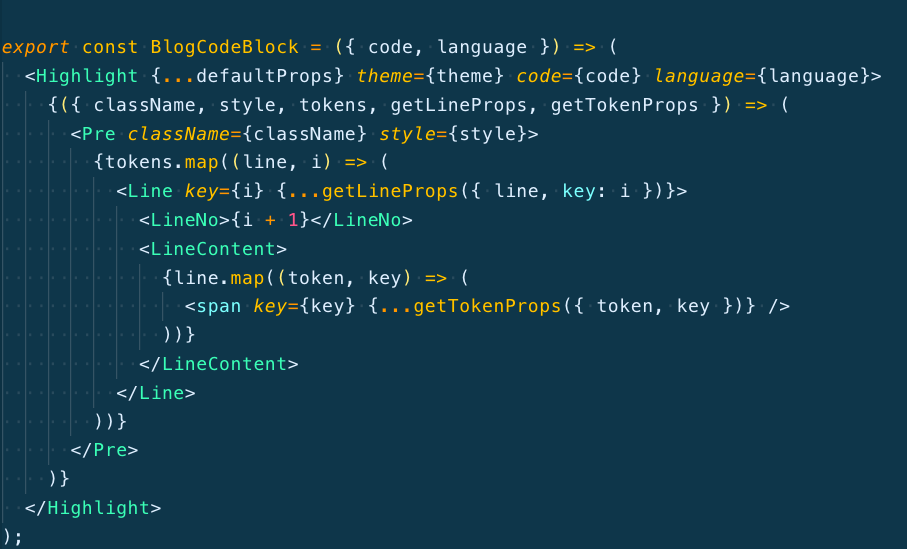 export const BlogCodeBlock = ({ code, language }) => (
  <Highlight {...defaultProps} theme={theme} code={code} language={language}>
    {({ className, style, tokens, getLineProps, getTokenProps }) => (
      <Pre className={className} style={style}>
        {tokens.map((line, i) => (
          <Line key={i} {...getLineProps({ line, key: i })}>
            <LineNo>{i + 1}</LineNo>
            <LineContent>
              {line.map((token, key) => (
                <span key={key} {...getTokenProps({ token, key })} />
              ))}
            </LineContent>
          </Line>
        ))}
      </Pre>
    )}
  </Highlight>
);